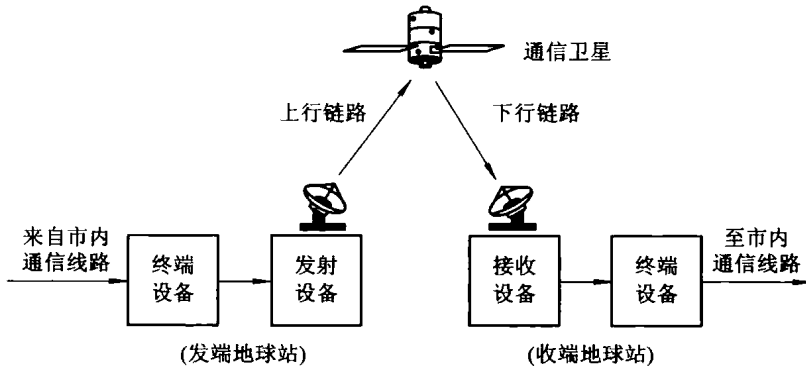 通信卫星
上行链路
下行链路
来自市内
通信线路
终端
设备
发射
设备
接收
设备
终端
设备
至市内
通信线路
(发端地球站)
(收端地球站)